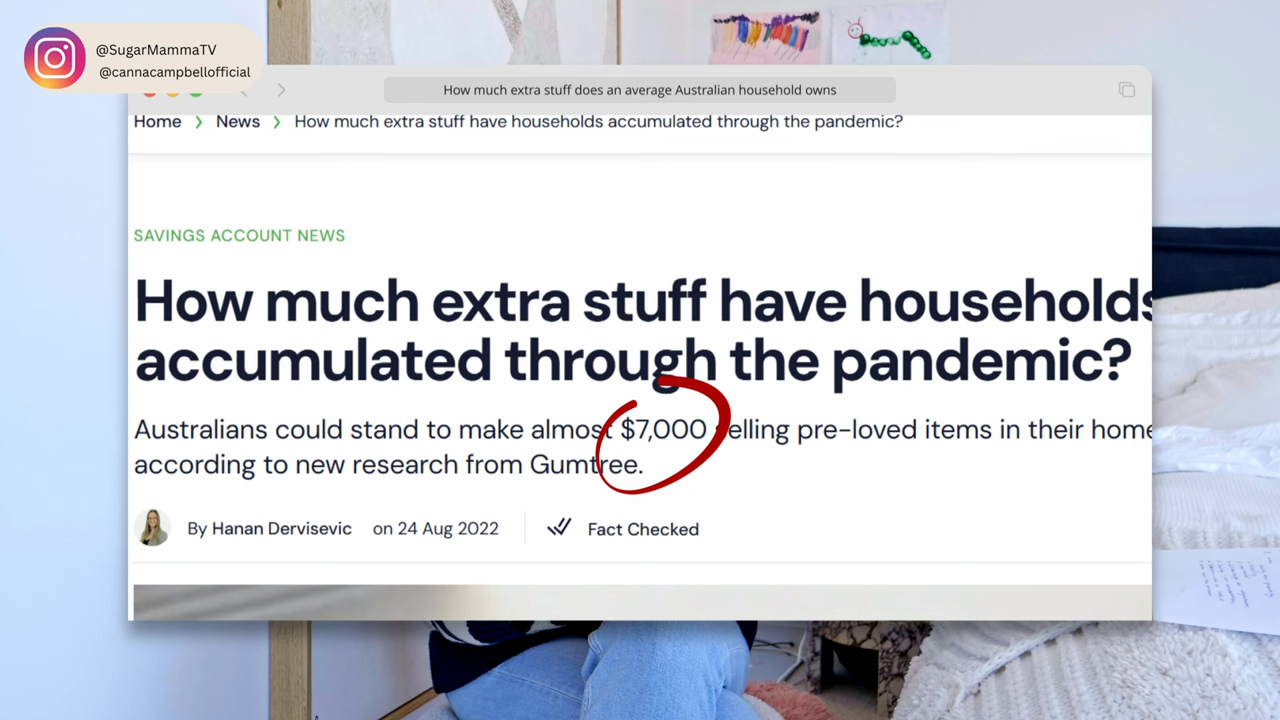 @SugarMammaTV
@cannacampbellofficial
How much extra stuff does an average Australian household owns
Home > News > How much extra stuff have households accumulated through the pandemic?
SAVINGS ACCOUNT NEWS
How much extra stuff have households
accumulated through the pandemic?
Australians could stand to make almost $7,000 selling pre-loved items in their home
according to new research from Gumtree.
By Hanan Dervisevic on 24 Aug 2022 Fact Checked